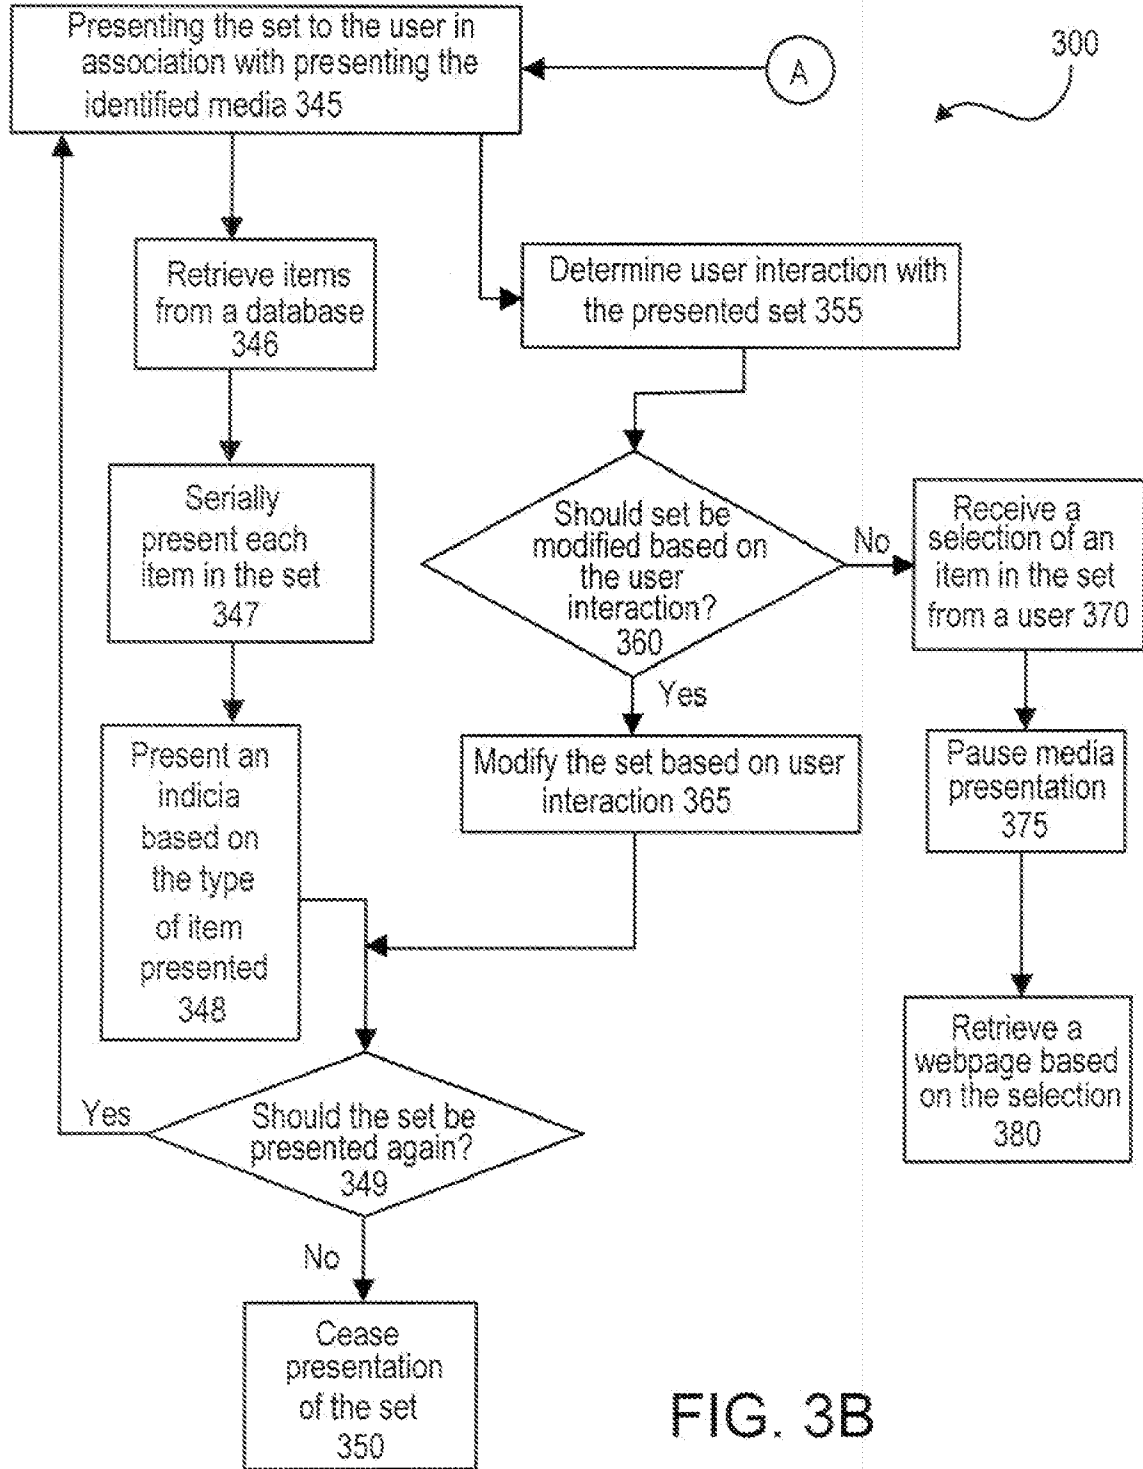 Presenting the set to the user in
association with presenting the
identified media 345
A
300
Retrieve items
from a database
346
Determine user interaction with
the presented set 355
Serially
present each
item in the set
347
Should set be
modified based on
the user
interaction?
360
No
Receive a
selection of an
item in the set
from a user 370
Yes
Present an
indicia
based on
the type
of item
presented
348
Modify the set based on user
interaction 365
Pause media
presentation
375
Retrieve a
webpage based
on the selection
380
Yes
Should the set be
presented again?
349
No
Cease
presentation
of the set
350
FIG. 3B